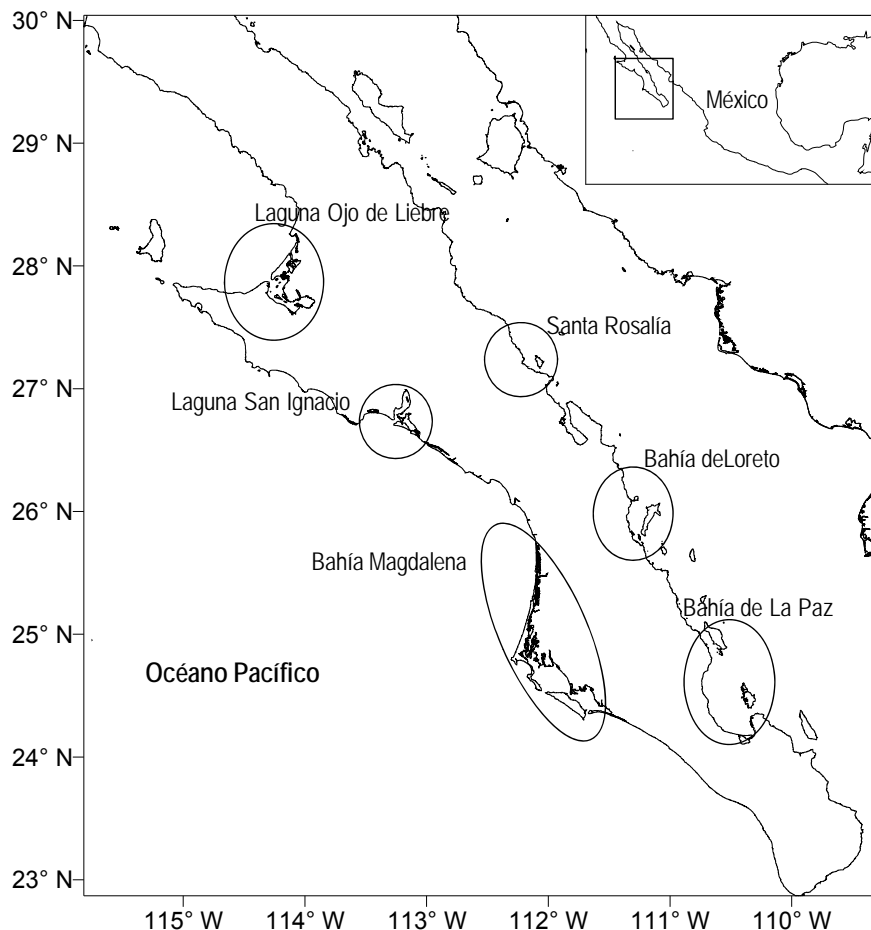 30° N
México
29° N
Laguna Ojo de Liebre
28° N
Santa Rosalía
27° N
Laguna San Ignacio
Bahía deLoreto
26° N
Bahía Magdalena
Bahía de La Paz
25° N
Océano Pacífico
24° N
23° N
115° W 114° W 113° W 112° W 111° W 110° W